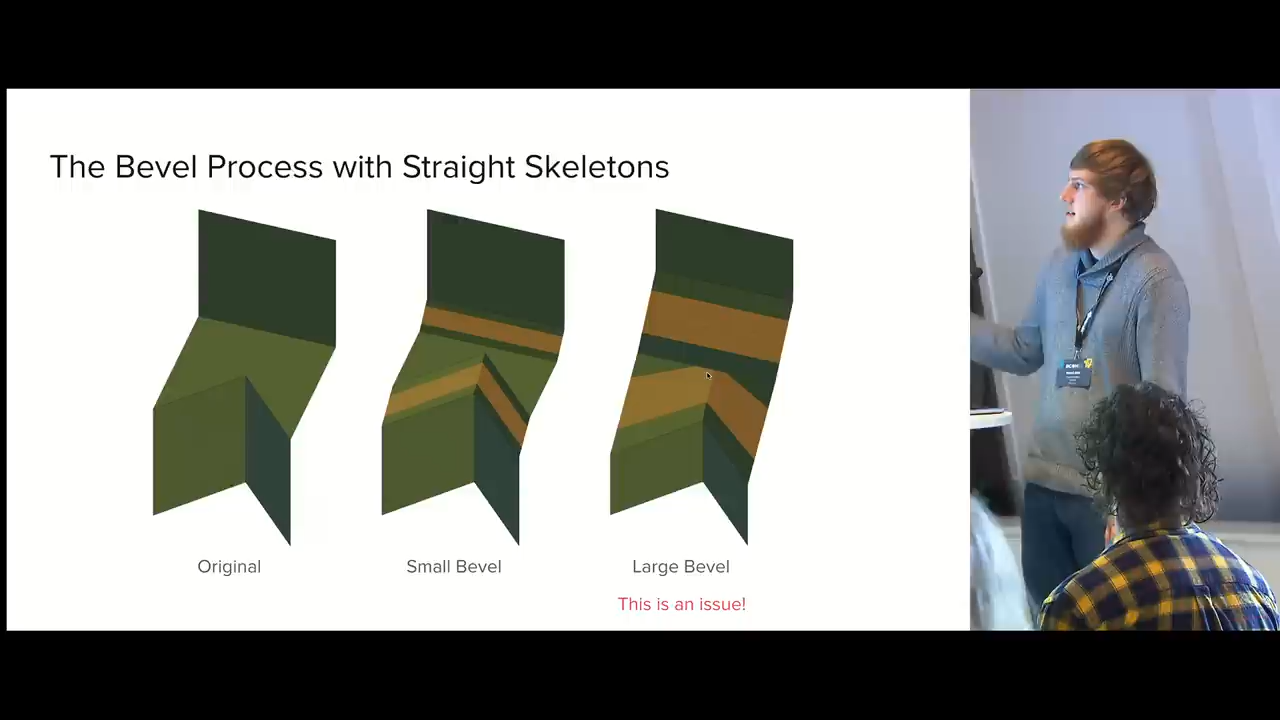 The Bevel Process with Straight Skeletons
Original
Small Bevel
Large Bevel
This is an issue!